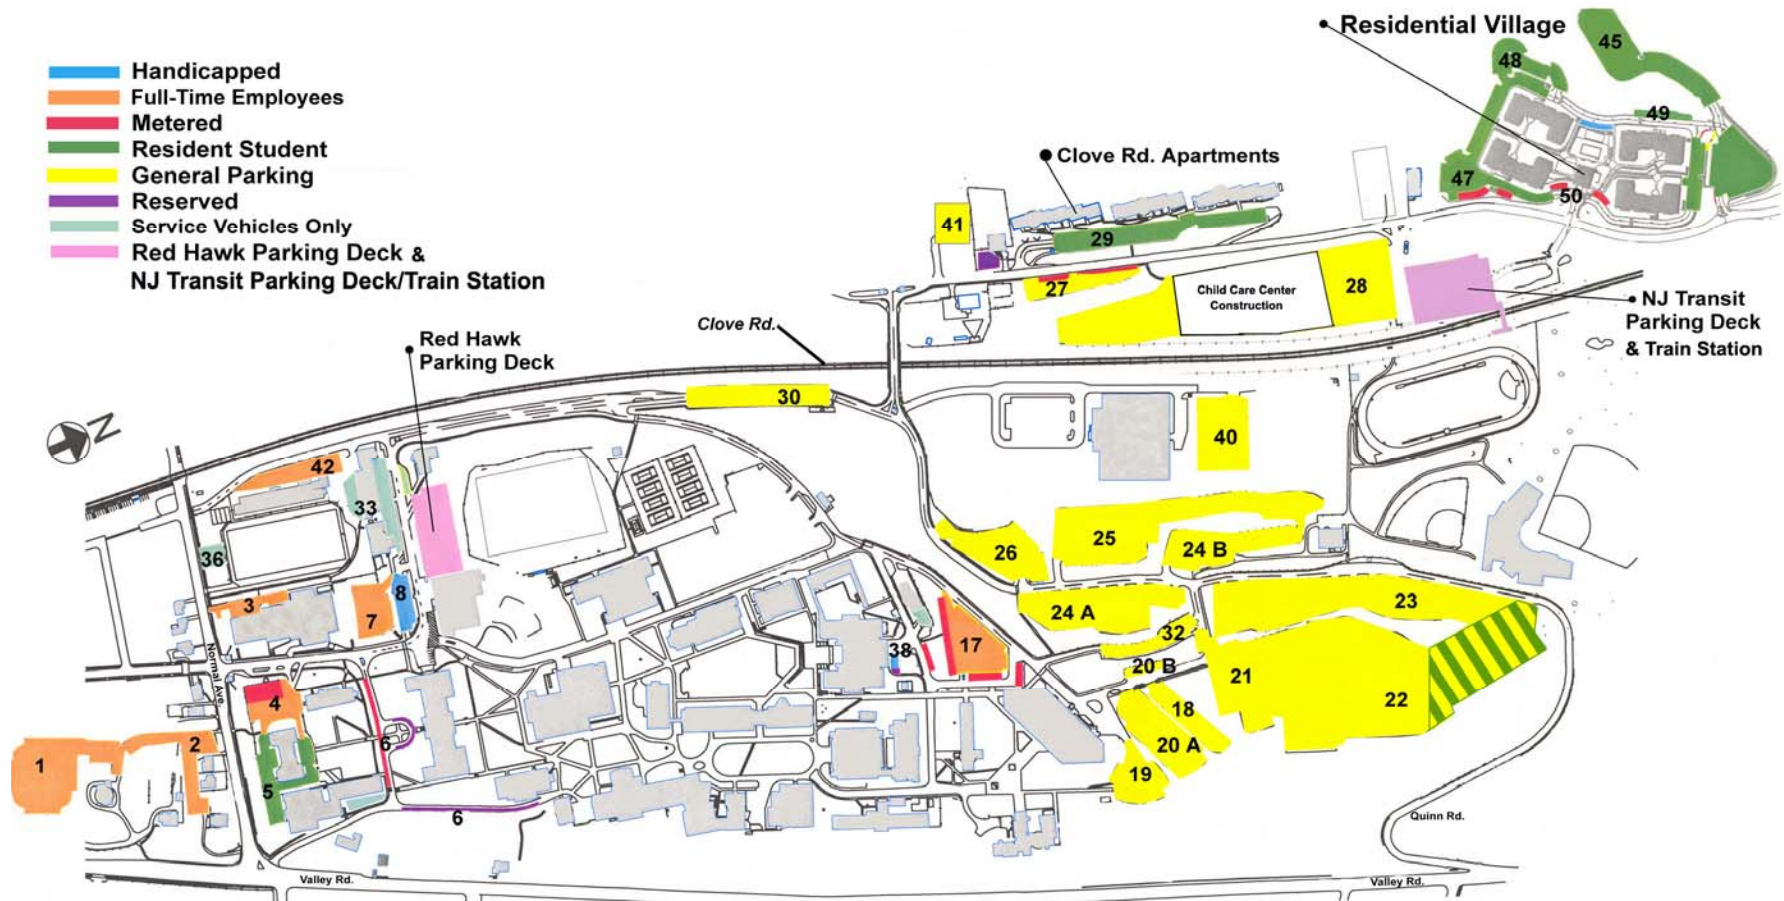 Residential Village
45
48
Handicapped
Full-Time Employees
Metered
Resident Student
General Parking
Reserved
Service Vehicles Only
Red Hawk Parking Deck &
NJ Transit Parking Deck/Train Station
49
Clove Rd. Apartments
47
50
41
29
27
Child Care Center
Construction
28
NJ Transit
Parking Deck
& Train Station
Clove Rd.
Red Hawk
Parking Deck
30
N
40
42
33
36
26
25
24 B
3
7
8
24 A
23
32
17
38
20 B
21
22
Normal Ave.
4
18
6
20 A
2
1
19
5
6
Quinn Rd.
Valley Rd.
Valley Rd.